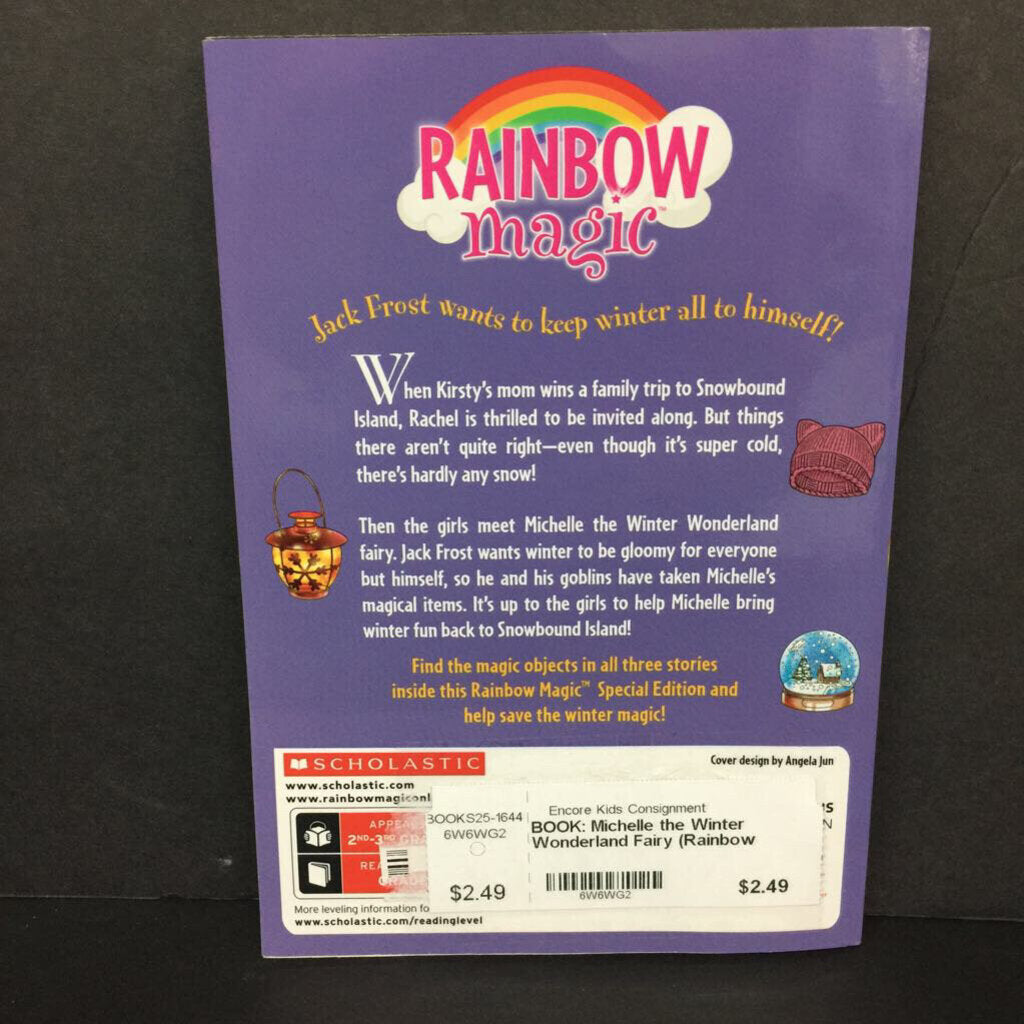 RAINBOW
magic™
Jack Frost wants to keep winter all to himself!
When Kirsty's mom wins a family trip to Snowbound
Island, Rachel is thrilled to be invited along. But things
there aren't quite right—even though it's super cold,
there's hardly any snow!
Then the girls meet Michelle the Winter Wonderland
fairy. Jack Frost wants winter to be gloomy for everyone
but himself, so he and his goblins have taken Michelle's
magical items. It's up to the girls to help Michelle bring
winter fun back to Snowbound Island!
Find the magic objects in all three stories
inside this Rainbow Magic™ Special Edition and
help save the winter magic!
SCHOLASTIC
Cover design by Angela Jun
www.scholastic.com
www.rainbowmagiconl
2ND-3RD
BOOKS25-1644
6W6WG2
$2.49
Encore Kids Consignment
BOOK: Michelle the Winter
Wonderland Fairy (Rainbow
6W6WG2
$2.49
More leveling information fo
www.scholastic.com/readinglevel